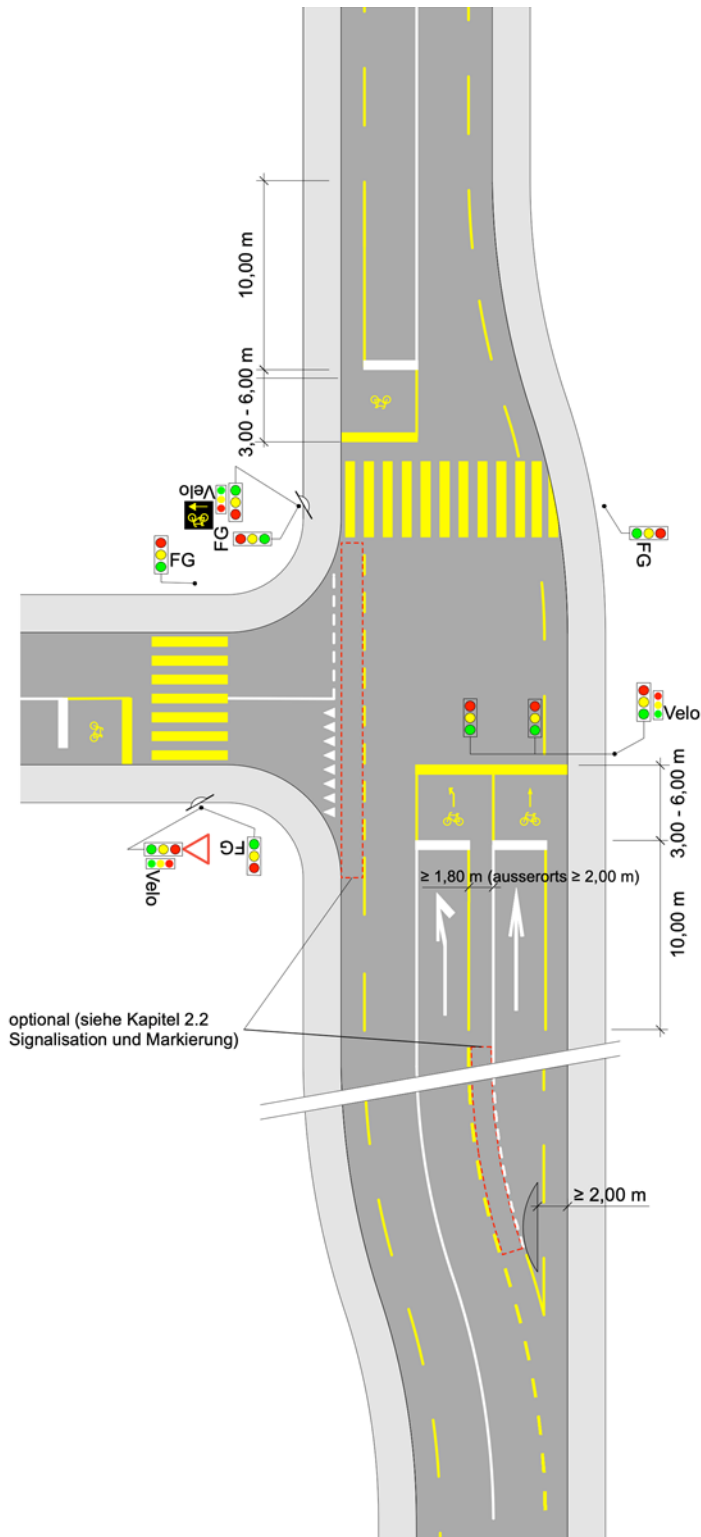 10,00 m
3,00 - 6,00 m
Velo
FG
FG
FG
Velo
3,00 - 6,00 m
FG
Velo
≥ 1,80 m (ausserorts ≥ 2,00 m)
10,00 m
optional (siehe Kapitel 2.2
Signalisation und Markierung)
≥ 2,00 m